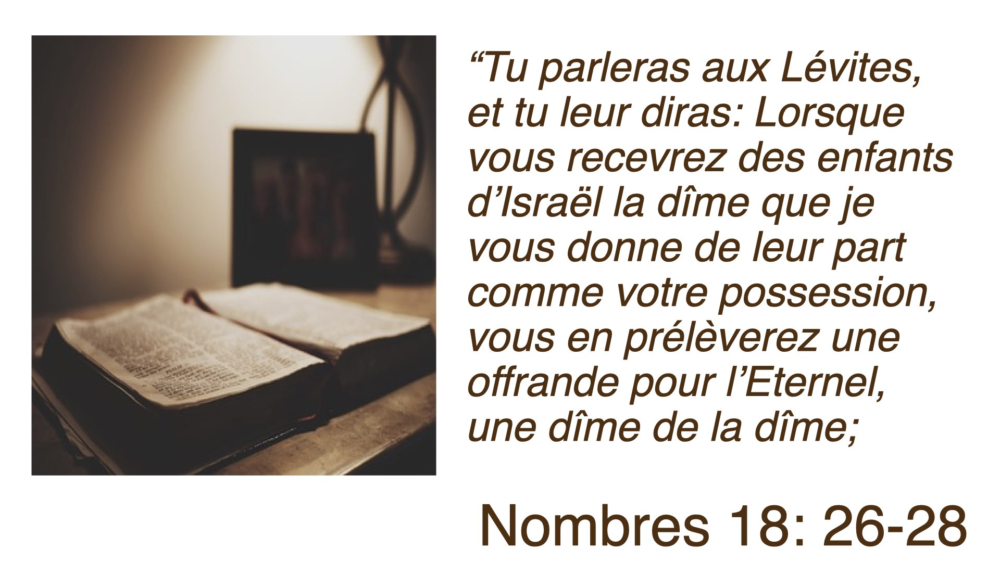 “Tu parleras aux Lévites,
et tu leur diras: Lorsque
vous recevrez des enfants
d’Israël la dîme que je
vous donne de leur part
comme votre possession,
vous en prélèverez une
offrande pour l’Eternel,
une dîme de la dîme;
Nombres 18: 26-28